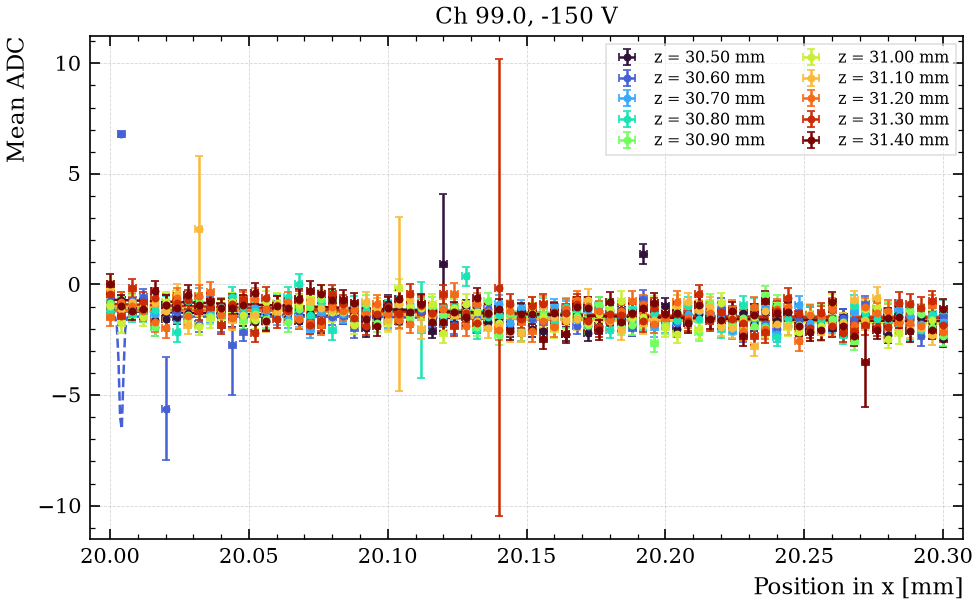 Ch 99.0, -150 V
Mean ADC
10
5
0
−5
−10
z = 30.50 mm
z = 30.60 mm
z = 30.70 mm
z = 30.80 mm
z = 30.90 mm
z = 31.00 mm
z = 31.10 mm
z = 31.20 mm
z = 31.30 mm
z = 31.40 mm
20.00 20.05 20.10 20.15 20.20 20.25 20.30
Position in x [mm]